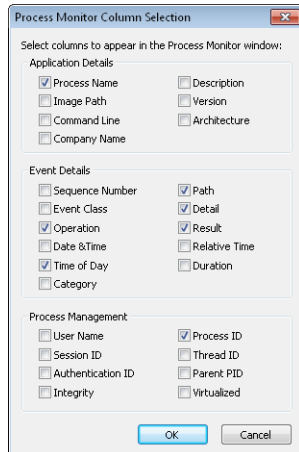 Process Monitor Column Selection
Select columns to appear in the Process Monitor window:
Application Details
Process Name Description
Image Path Version
Command Line Architecture
Company Name
Event Details
Sequence Number Path
Event Class Detail
Operation Result
Date &Time Relative Time
Time of Day Duration
Category
Process Management
User Name Process ID
Session ID Thread ID
Authentication ID Parent PID
Integrity Virtualized
OK Cancel